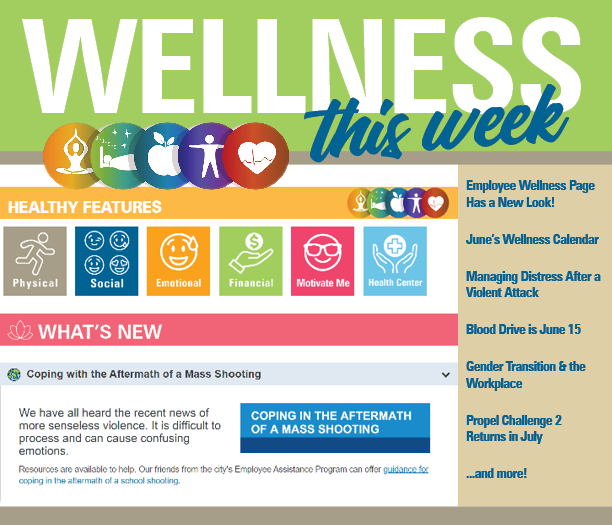 WELLNESS
this week
HEALTHY FEATURES
Physical
Social
Emotional
Financial
Motivate Me
Health Center
WHAT'S NEW
Coping with the Aftermath of a Mass Shooting
We have all heard the recent news of
more senseless violence. It is difficult to
process and can cause confusing
emotions.
COPING IN THE AFTERMATH
OF A MASS SHOOTING
Resources are available to help. Our friends from the city's Employee Assistance Program can offer guidance for
coping in the aftermath of a school shooting.
Employee Wellness Page
Has a New Look!
June's Wellness Calendar
Managing Distress After a
Violent Attack
Blood Drive is June 15
Gender Transition & the
Workplace
Propel Challenge 2
Returns in July
...and more!